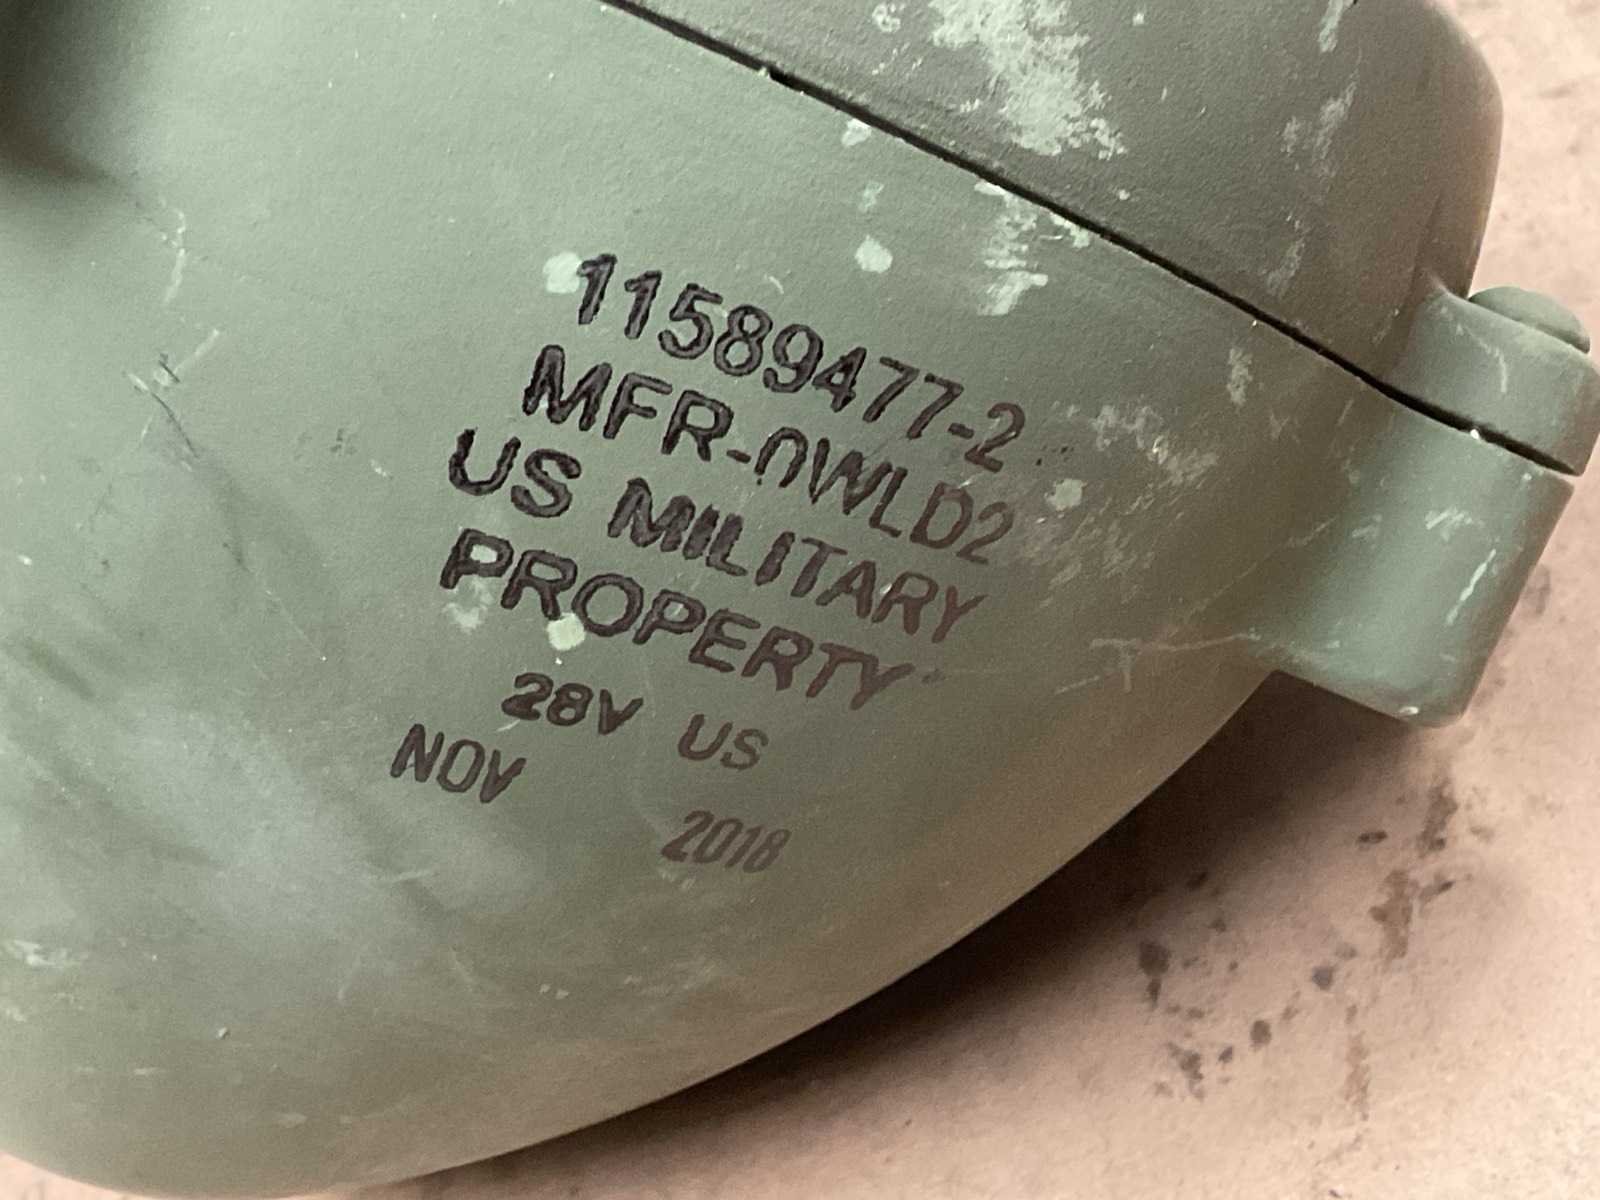 11589477-2
MFR-0WLD2
US MILITARY
PROPERTY
28V US
NOV 2018